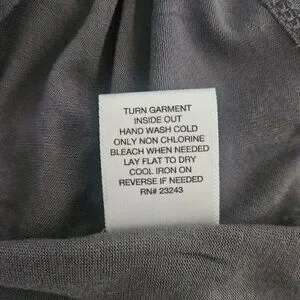 TURN GARMENT
INSIDE OUT
HAND WASH COLD
ONLY NON CHLORINE
BLEACH WHEN NEEDED
LAY FLAT TO DRY
COOL IRON ON
REVERSE IF NEEDED
RN# 23243